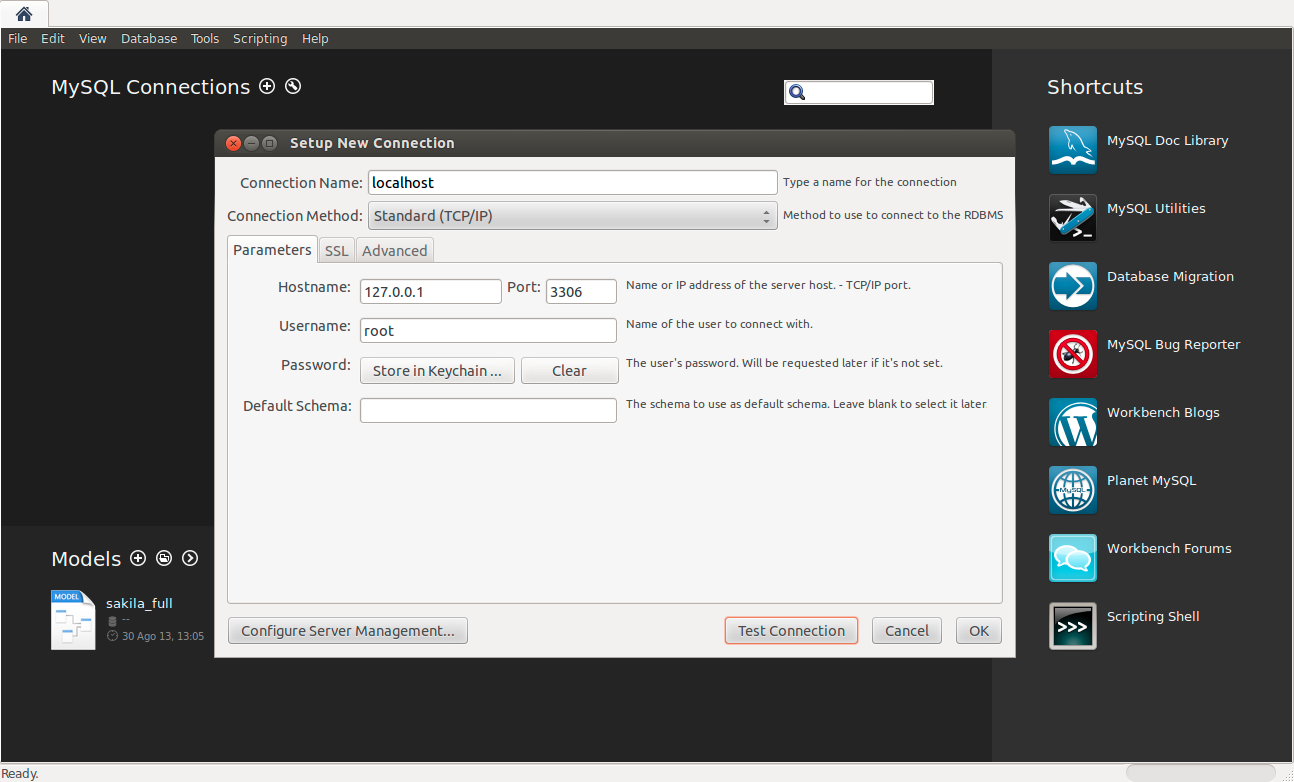 File Edit View Database Tools Scripting Help
MySQL Connections
Shortcuts
Setup New Connection
Connection Name: localhost Type a name for the connection
Connection Method: Standard (TCP/IP) Method to use to connect to the RDBMS
Parameters SSL Advanced
Hostname: 127.0.0.1 Port: 3306 Name or IP address of the server host. - TCP/IP port.
Username: root Name of the user to connect with.
Password: Store in Keychain ... Clear The user's password. Will be requested later if it's not set.
Default Schema: The schema to use as default schema. Leave blank to select it later
Configure Server Management... Test Connection Cancel OK
MySQL Doc Library
MySQL Utilities
Database Migration
MySQL Bug Reporter
Workbench Blogs
MySQL
Planet MySQL
Workbench Forums
>>> Scripting Shell
Models
MODEL
sakila_full
--
30 Ago 13, 13:05
Ready.